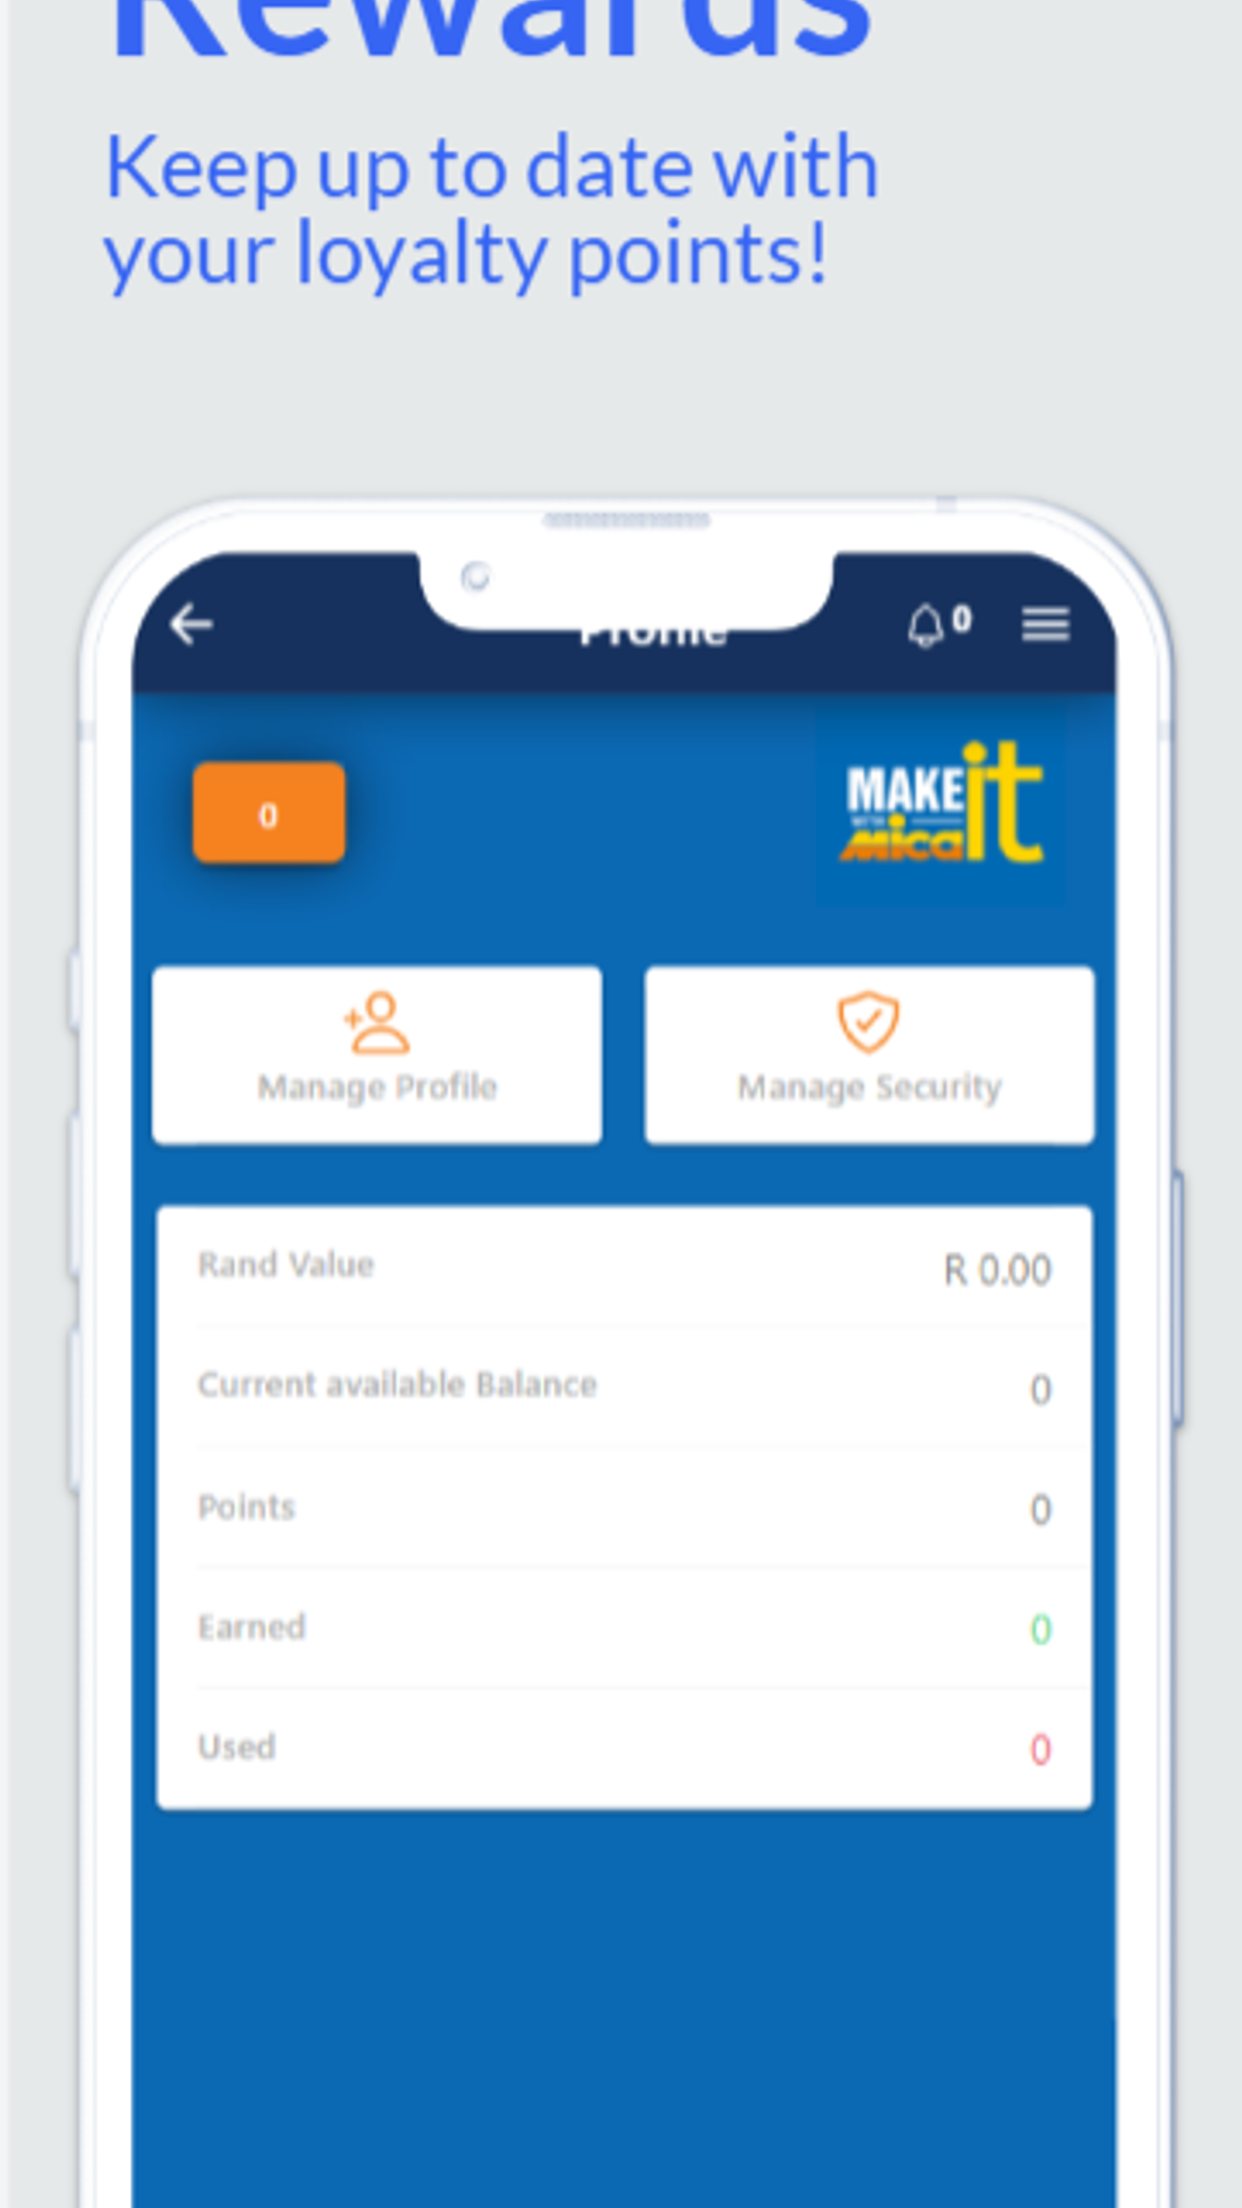 Rewards
Keep up to date with
your loyalty points!
Profile
0
0
MAKE it
WITH
mica
Manage Profile
Manage Security
Rand Value
R 0.00
Current available Balance
0
Points
0
Earned
0
Used
0